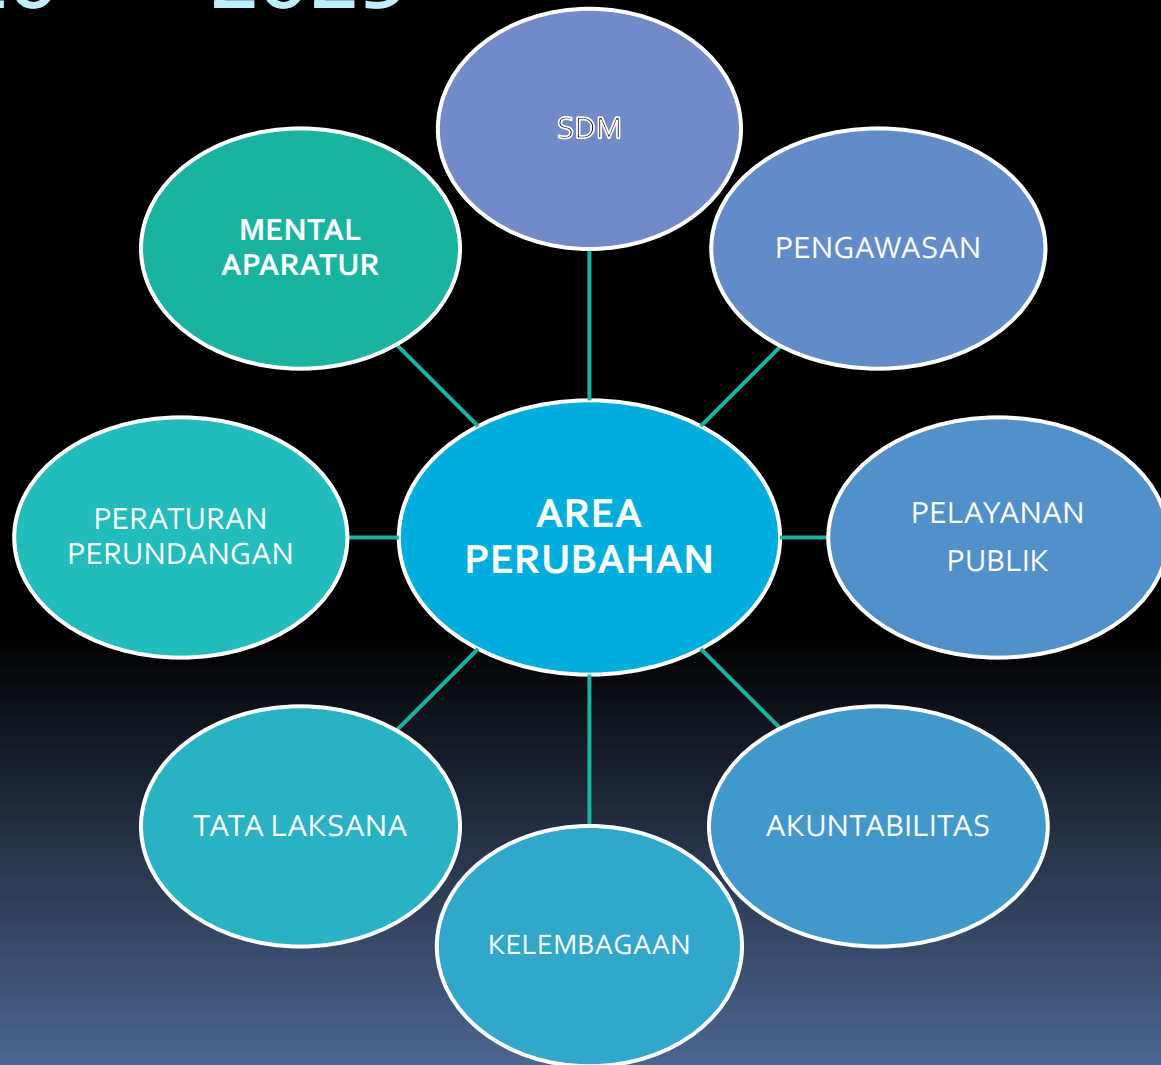 SDM
MENTAL
APARATUR
PENGAWASAN
PERATURAN
PERUNDANGAN
AREA
PERUBAHAN
PELAYANAN
PUBLIK
TATA LAKSANA
AKUNTABILITAS
KELEMBAGAAN